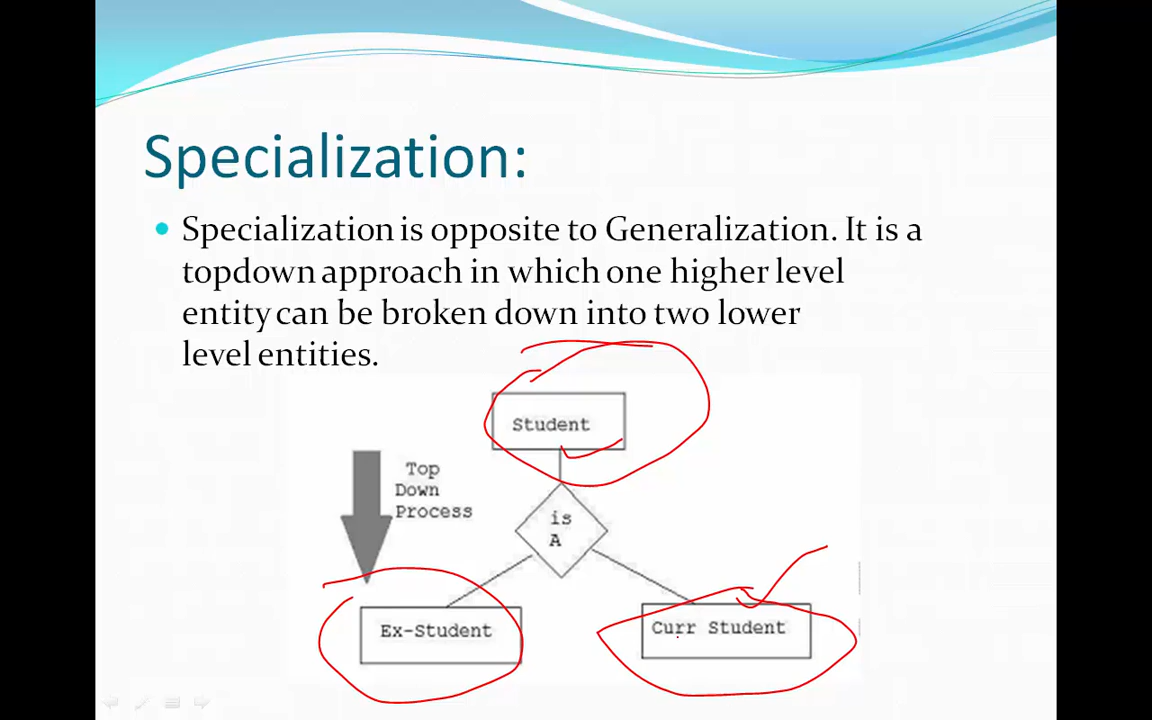 Specialization:
Specialization is opposite to Generalization. It is a
topdown approach in which one higher level
entity can be broken down into two lower
level entities.
Student
Top
Down
Process
is
A
Ex-Student
Curr Student